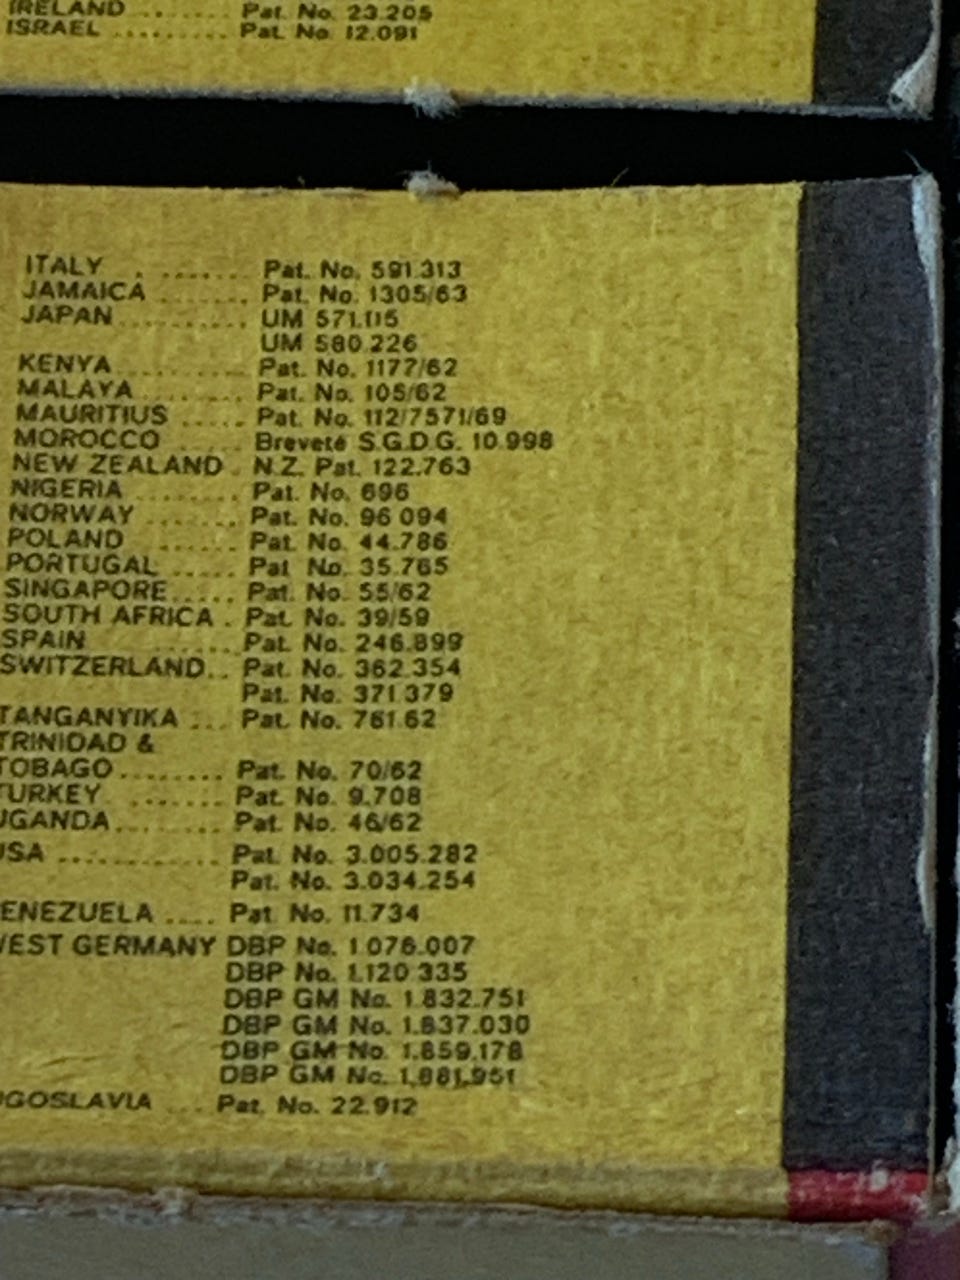 IRELAND ........ Pat. No. 23.205
ISRAEL ......... Pat. No. 12.091
ITALY . ....... Pat. No. 591.313
JAMAICA ........ Pat. No. 1305/63
JAPAN .......... UM 571.115
UM 580.226
KENYA .......... Pat. No. 1177/62
MALAYA ........ Pat. No. 105/62
MAURITIUS ..... Pat. No. 112/7571/69
MOROCCO ..... Breveté S.G.D.G. 10.998
NEW ZEALAND . N.Z. Pat. 122.763
NIGERIA ........ Pat. No. 696
NORWAY ....... Pat. No. 96 094
POLAND ...... Pat. No. 44.786
PORTUGAL ..... Pat No. 35.765
SINGAPORE..... Pat. No. 55/62
SOUTH AFRICA . Pat. No. 39/59
SPAIN .......... Pat. No. 246.899
SWITZERLAND.. Pat. No. 362.354
Pat. No. 371 379
TANGANYIKA ... Pat. No. 761 62
TRINIDAD &
TOBAGO........ Pat. No. 70/62
TURKEY ....... Pat. No. 9.708
UGANDA........ Pat. No. 46/62
USA ............ Pat. No. 3.005.282
Pat. No. 3.034.254
ENEZUELA .... Pat No. 11.734
WEST GERMANY DBP No. 1 076.007
DBP No. 1.120 335
DBP GM No. 1 832.751
DBP GM No. 1.837.030
DBP GM No. 1.859.178
DBP GM No. 1.881.951
UGOSLAVIA ... Pat. No. 22.912